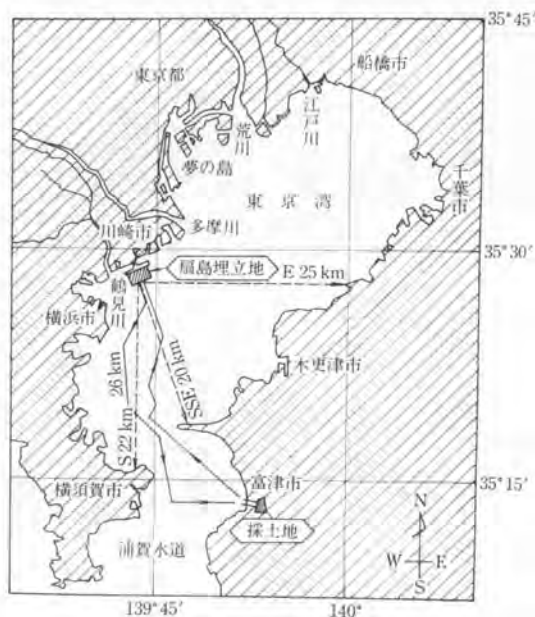 35°45'
船橋市
東京都
江戸川
荒川
夢の島
千葉市
東京湾
多摩川
川崎市
35°30'
扇島埋立地
E 25 km
鶴見川
横浜市
木更津市
26 km
SSE 20 km
S 22 km
富津市
35°15'
横須賀市
採土地
N
浦賀水道
W
E
S
139°45'
140°